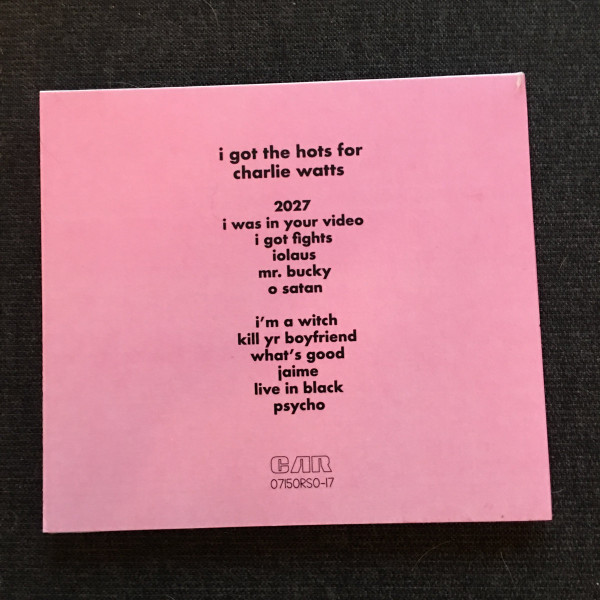 i got the hots for
charlie watts
2027
i was in your video
i got fights
iolaus
mr. bucky
o satan
i'm a witch
kill yr boyfriend
what's good
jaime
live in black
psycho
CAR
07150RSO-17